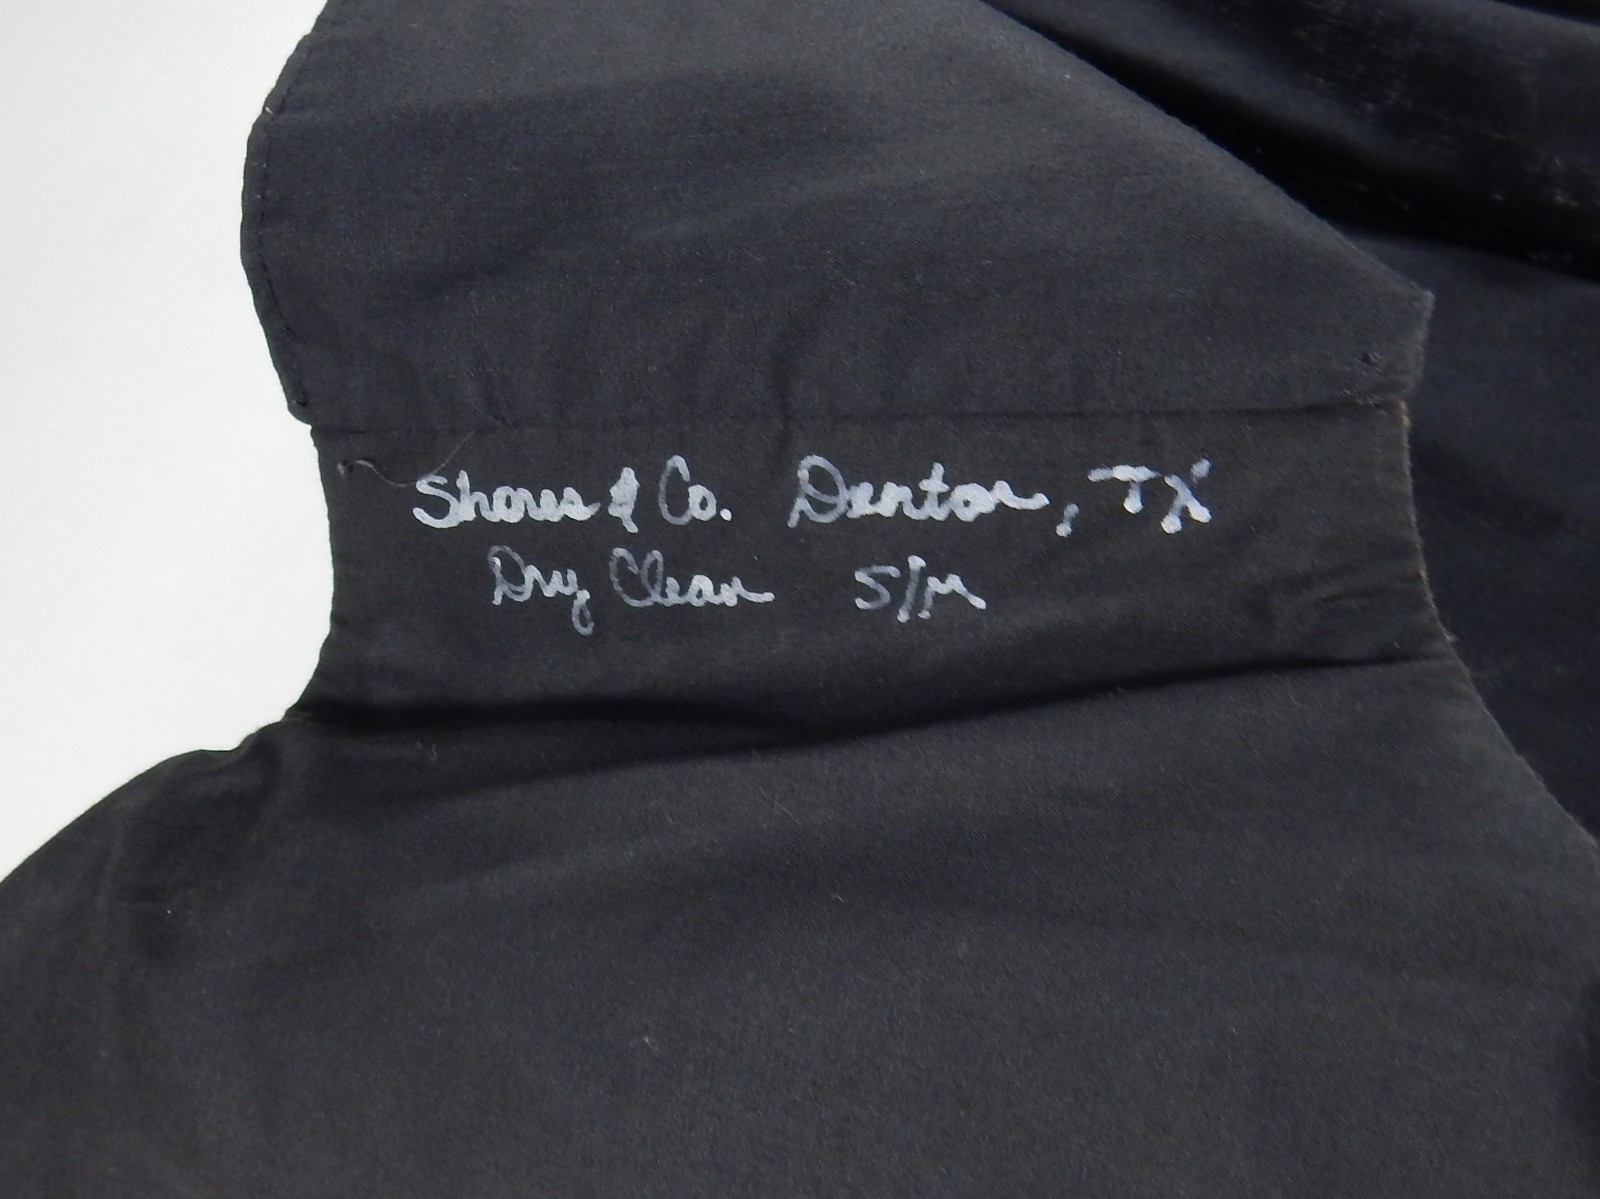 Shores & Co. Denton, TX
Dry Clean S/M